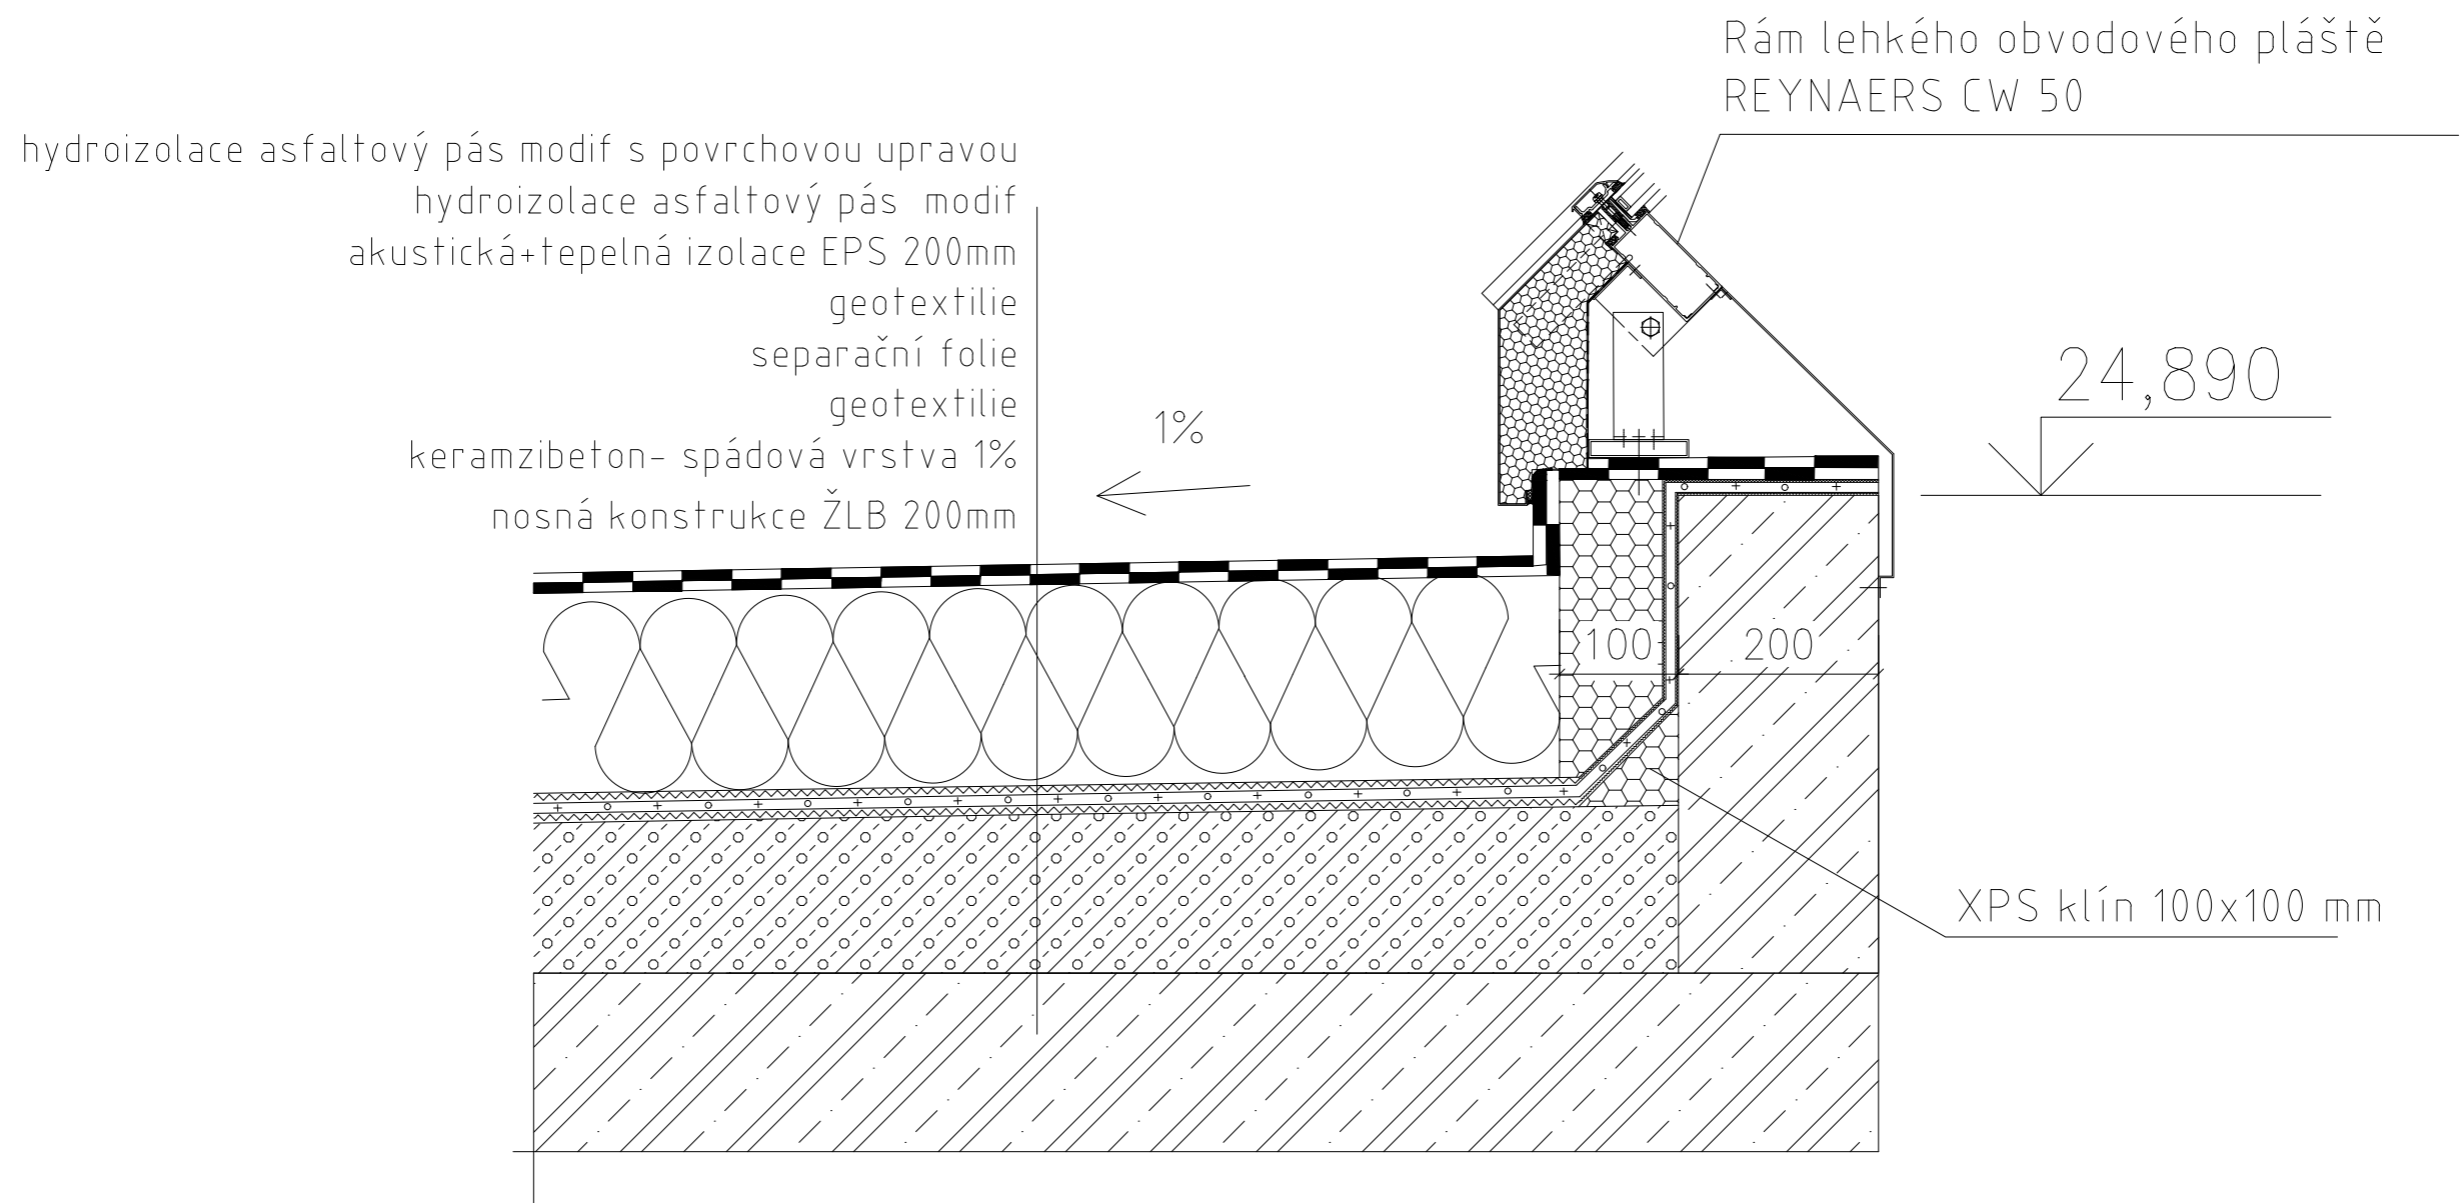 Rám lehkého obvodového pláště
REYNAERS CW 50
hydroizolace asfaltový pás modif s povrchovou upravou
hydroizolace asfaltový pás modif
akustická+tepelná izolace EPS 200mm
geotextilie
separační folie
geotextilie
keramzibeton- spádová vrstva 1%
nosná konstrukce ŽLB 200mm
1%
24,890
100
200
XPS klín 100x100 mm